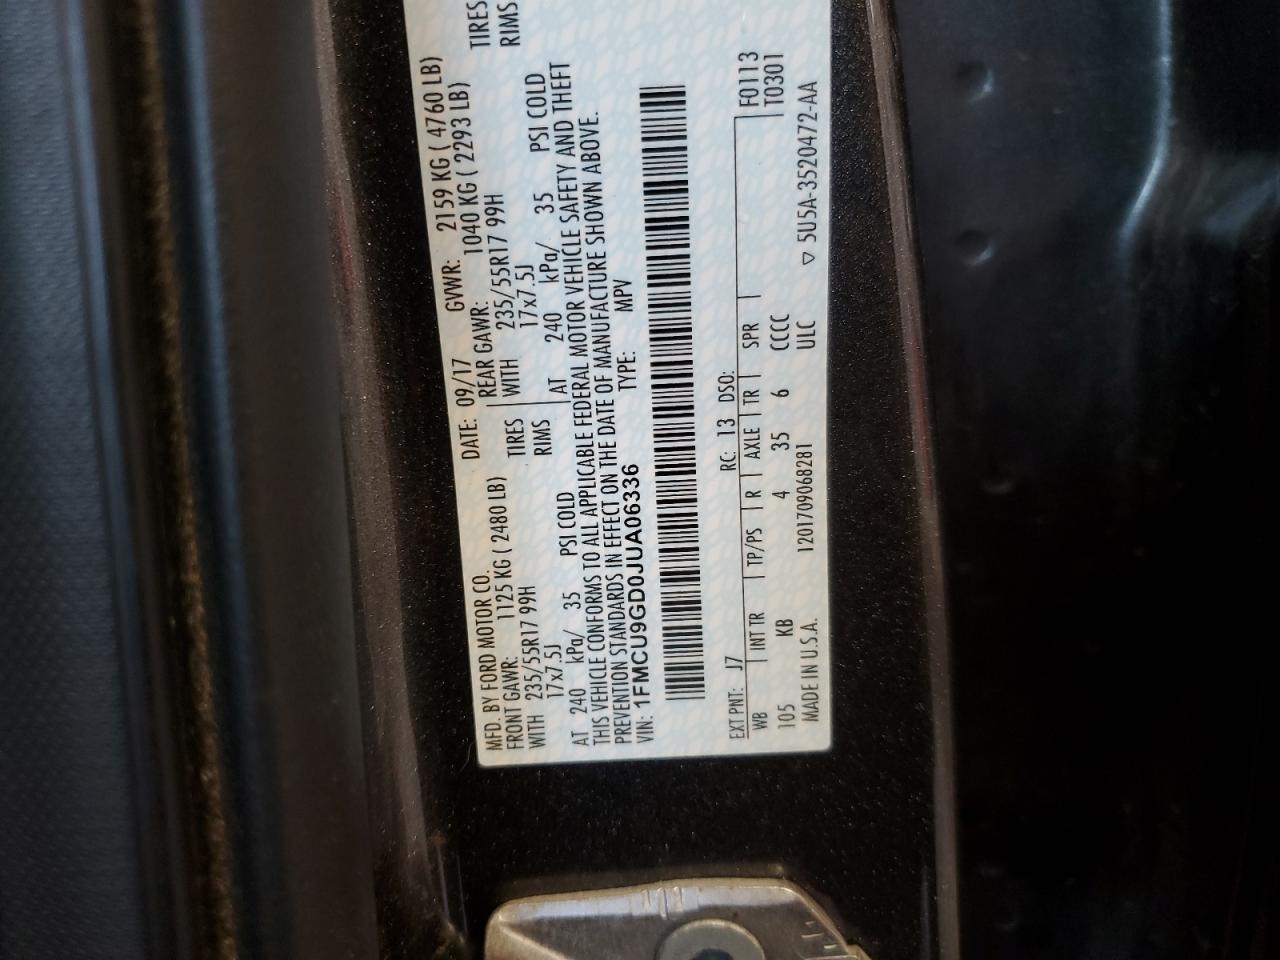 MFD. BY FORD MOTOR CO.
DATE: 09/17 GVWR: 2159 KG ( 4760 LB)
FRONT GAWR: 1125 KG ( 2480 LB) REAR GAWR: 1040 KG ( 2293 LB)
WITH 235/55R17 99H TIRES WITH 235/55R17 99H TIRES
17x7.5J RIMS 17x7.5J RIMS
AT 240 kPa/ 35 PSI COLD AT 240 kPa/ 35 PSI COLD
THIS VEHICLE CONFORMS TO ALL APPLICABLE FEDERAL MOTOR VEHICLE SAFETY AND THEFT
PREVENTION STANDARDS IN EFFECT ON THE DATE OF MANUFACTURE SHOWN ABOVE.
VIN: 1FMCU9GD0JUA06336 TYPE: MPV
EXT PNT: J7 RC: 13 DSO: F0113
WB INT TR TP/PS R AXLE TR SPR T0301
105 KB 4 35 6 CCCC
MADE IN U.S.A. 1201709068281 ULC ▽ 5U5A-3520472-AA